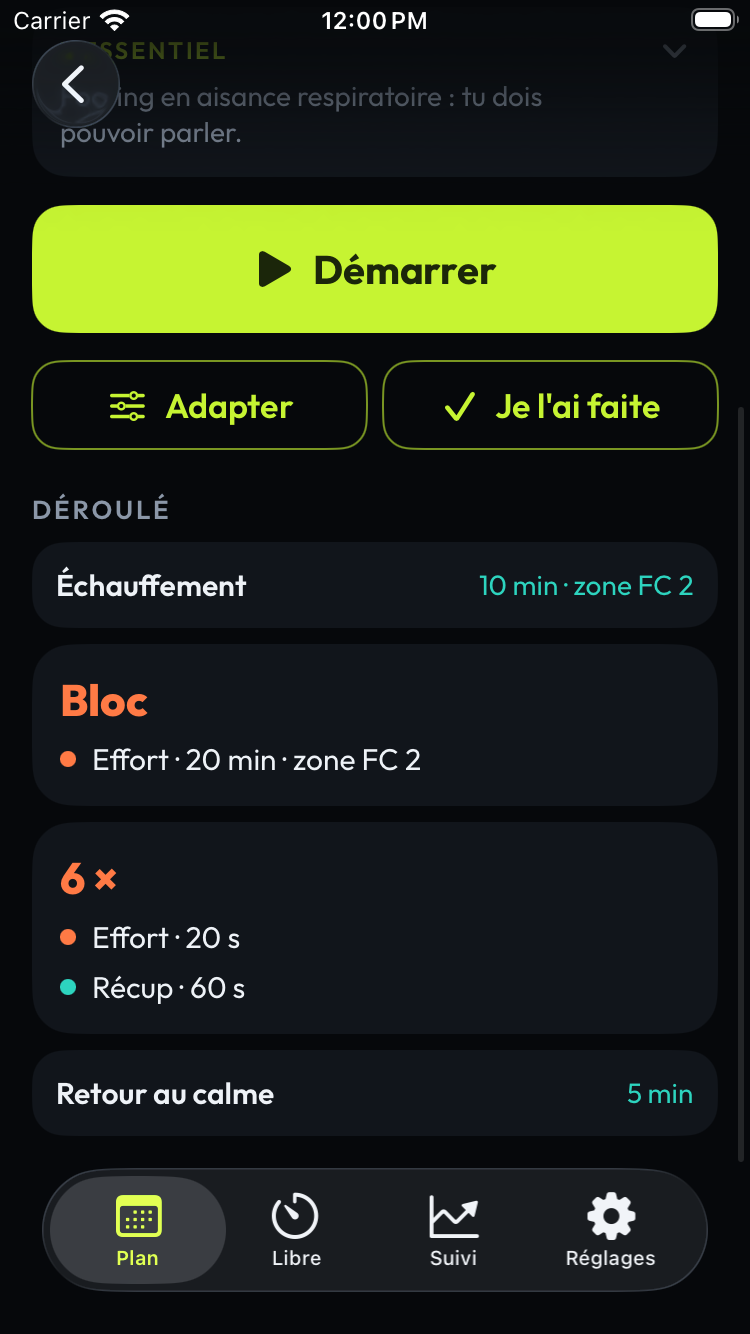 Carrier
12:00 PM
ESSENTIEL
Footing en aisance respiratoire : tu dois
pouvoir parler.
Démarrer
Adapter
Je l'ai faite
DÉROULÉ
Échauffement
10 min · zone FC 2
Bloc
Effort · 20 min · zone FC 2
6 ×
Effort · 20 s
Récup · 60 s
Retour au calme
5 min
Plan
Libre
Suivi
Réglages